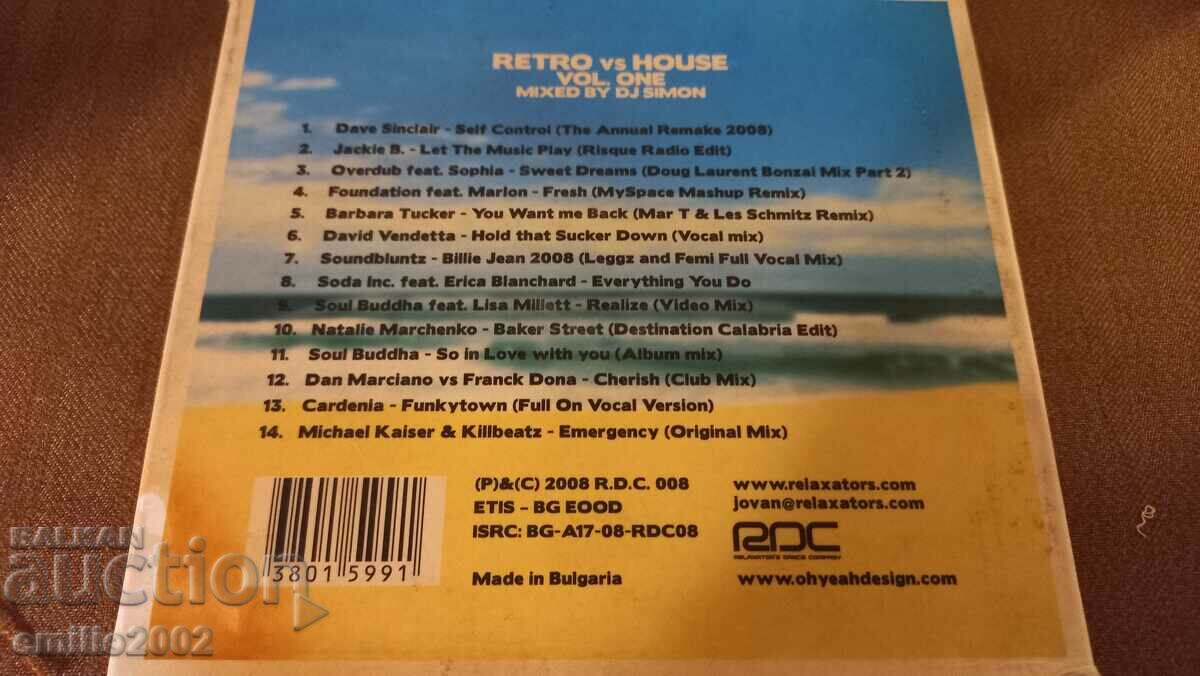 RETRO vs HOUSE
VOL. ONE
MIXED BY DJ SIMON
1. Dave Sinclair - Self Control (The Annual Remake 2008)
2. Jackie B. - Let The Music Play (Risque Radio Edit)
3. Overdub feat. Sophia - Sweet Dreams (Doug Laurent Bonzai Mix Part 2)
4. Foundation feat. Marlon - Fresh (MySpace Mashup Remix)
5. Barbara Tucker - You Want me Back (Mar T & Les Schmitz Remix)
6. David Vendetta - Hold that Sucker Down (Vocal mix)
7. Soundbluntz - Billie Jean 2008 (Leggz and Femi Full Vocal Mix)
8. Soda Inc. feat. Erica Blanchard - Everything You Do
9. Soul Buddha feat. Lisa Millett - Realize (Video Mix)
10. Natalie Marchenko - Baker Street (Destination Calabria Edit)
11. Soul Buddha - So in Love with you (Album mix)
12. Dan Marciano vs Franck Dona - Cherish (Club Mix)
13. Cardenia - Funkytown (Full On Vocal Version)
14. Michael Kaiser & Killbeatz - Emergency (Original Mix)
(P)&(C) 2008 R.D.C. 008
ETIS - BG EOOD
ISRC: BG-A17-08-RDC08
Made in Bulgaria
www.relaxators.com
jovan@relaxators.com
RDC
RELAXATOR'S DANCE COMPANY
www.ohyeahdesign.com
38015991
BALKAN
auction
emilio2002